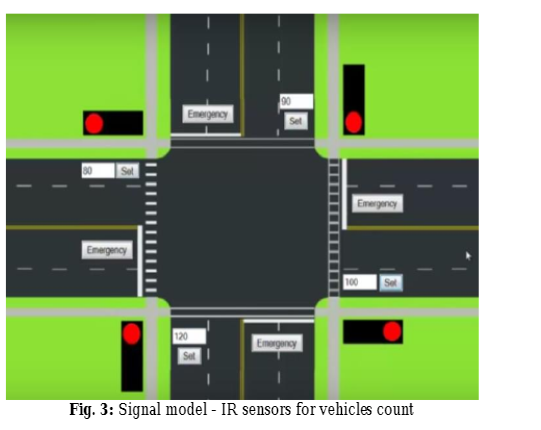 90
Emergency
Set
80
Set
Emergency
Emergency
100
Set
120
Emergency
Set
Fig. 3: Signal model - IR sensors for vehicles count